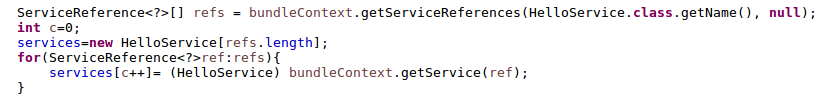 ServiceReference<?>[] refs = bundleContext.getServiceReferences(HelloService.class.getName(), null);
int c=0;
services=new HelloService[refs.length];
for(ServiceReference<?>ref:refs){
    services[c++]= (HelloService) bundleContext.getService(ref);
}